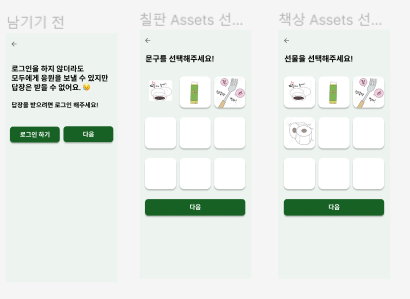 남기기 전
←
로그인을 하지 않더라도
모두에게 응원을 보낼 수 있지만
답장은 받을 수 없어요. 😢
답장을 받으려면 로그인 해주세요!
로그인 하기
다음
칠판 Assets 선...
←
문구를 선택해주세요!
다음
책상 Assets 선...
←
선물을 선택해주세요!
다음